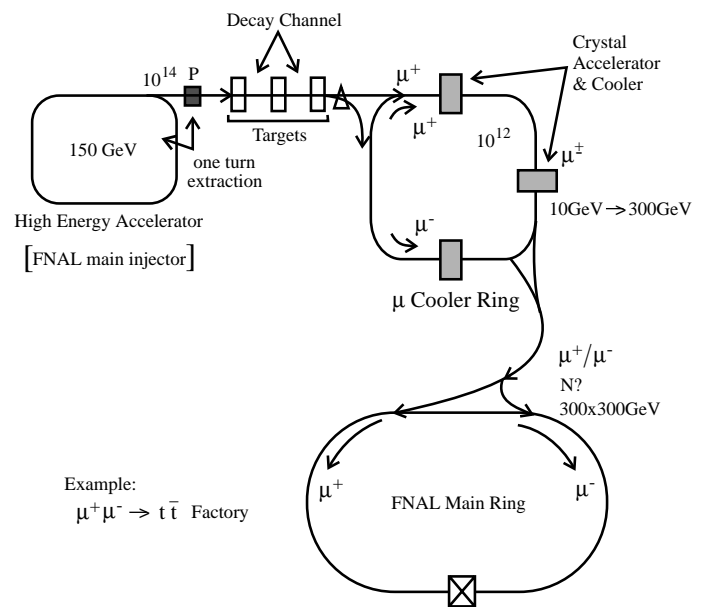 Decay Channel
Crystal
Accelerator
& Cooler
10¹⁴ P
μ⁺
μ⁺
Targets
10¹²
μ±
150 GeV
one turn
extraction
10GeV→300GeV
High Energy Accelerator
[FNAL main injector]
μ⁻
μ Cooler Ring
μ⁺/μ⁻
N?
300x300GeV
Example:
μ⁺μ⁻→ t t̄ Factory
μ⁺
FNAL Main Ring
μ⁻